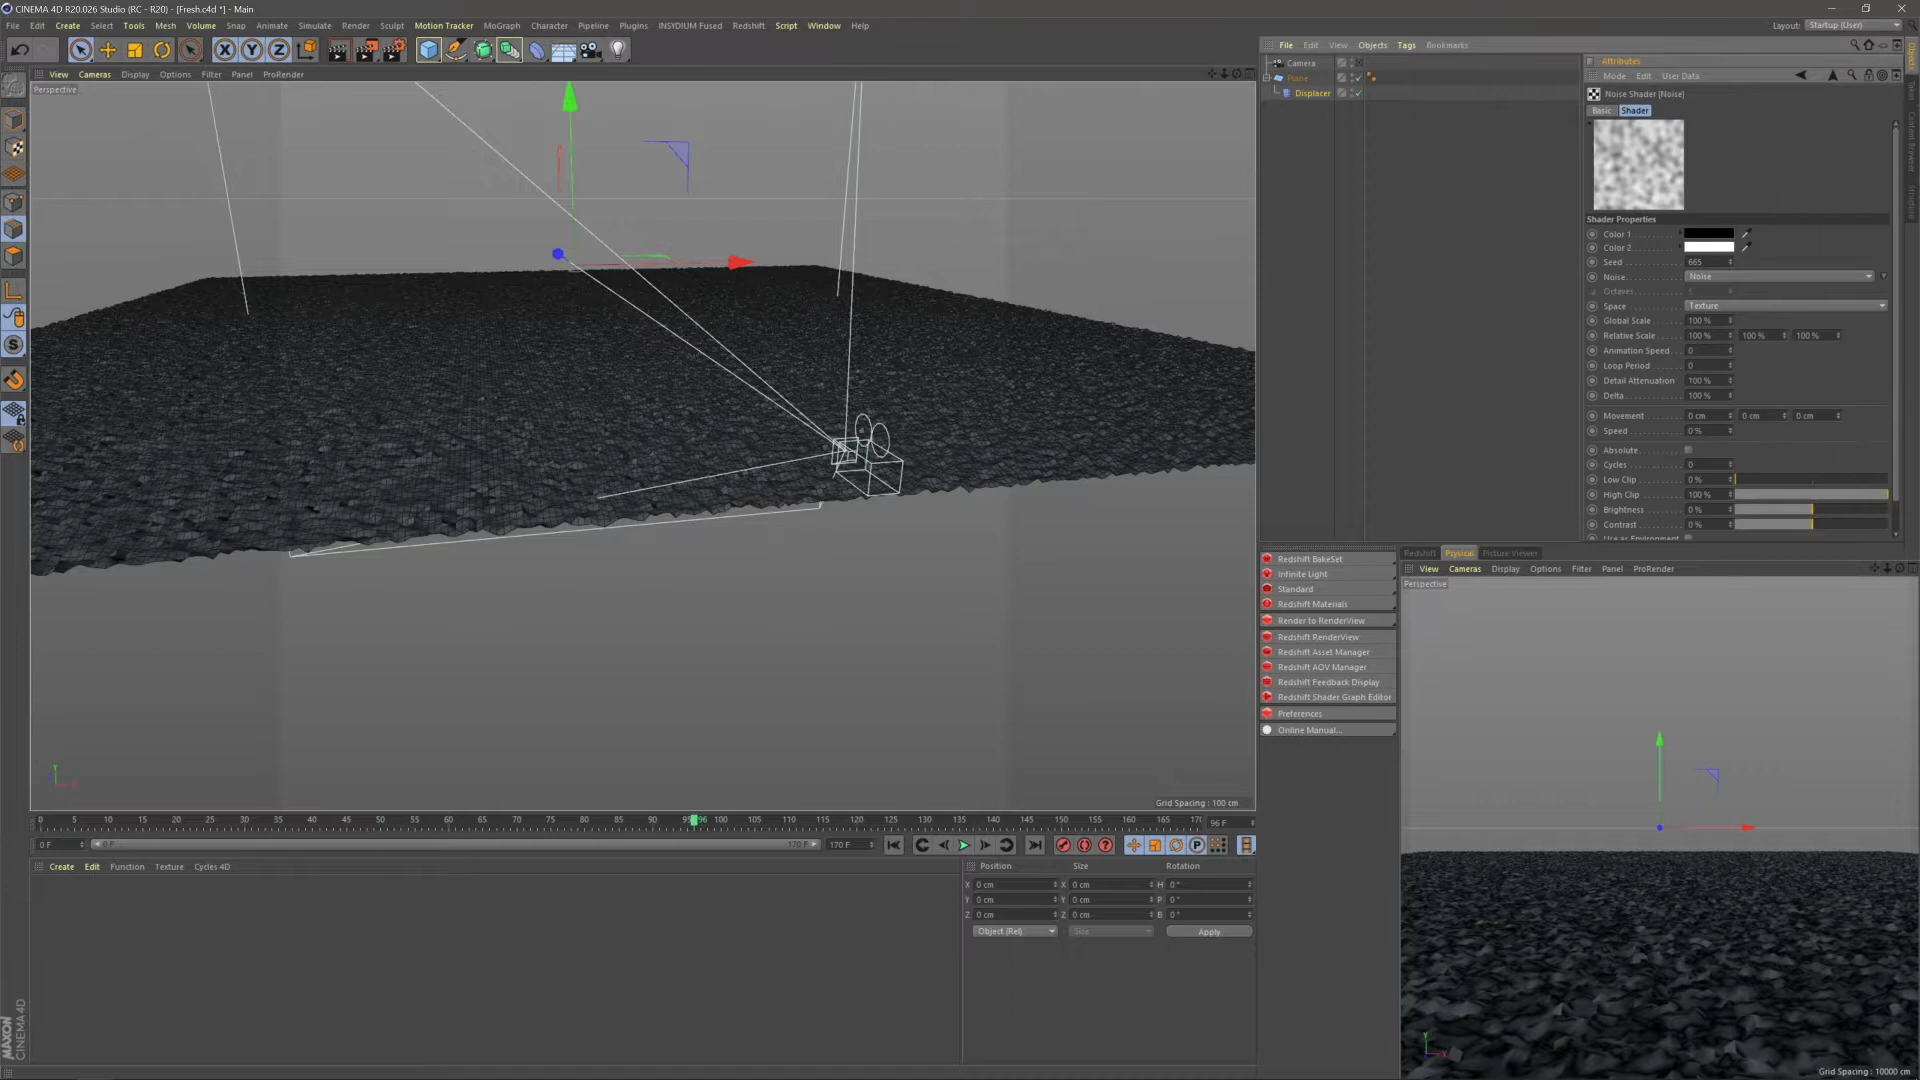 CINEMA 4D R20.026 Studio (RC - R20) - [Fresh.c4d *] - Main
File Edit Create Select Tools Mesh Volume Snap Animate Simulate Render Sculpt Motion Tracker MoGraph Character Pipeline Plugins INSYDIUM Fused Redshift Script Window Help
Layout: Startup (User)
View Cameras Display Options Filter Panel ProRender
Perspective
File Edit View Objects Tags Bookmarks
Camera
Plane
Displacer
Attributes
Mode Edit User Data
Noise Shader [Noise]
Basic Shader
Shader Properties
Color 1
Color 2
Seed 665
Noise: Noise
Octaves
Space Texture
Global Scale 100 %
Relative Scale 100 % 100 % 100 %
Animation Speed 0
Loop Period 0
Detail Attenuation 100 %
Delta 100 %
Movement 0 cm 0 cm 0 cm
Speed 0 %
Absolute
Cycles 0
Low Clip 0 %
High Clip 100 %
Brightness 0 %
Contrast 0 %
Use as Environment
Objects
Takes
Content Browser
Structure
Redshift BakeSet
Infinite Light
Standard
Redshift Materials
Render to RenderView
Redshift RenderView
Redshift Asset Manager
Redshift AOV Manager
Redshift Feedback Display
Redshift Shader Graph Editor
Preferences
Online Manual...
Redshift Psyical Picture Viewer
View Cameras Display Options Filter Panel ProRender
Perspective
Grid Spacing : 10000 cm
Grid Spacing : 100 cm
0 5 10 15 20 25 30 35 40 45 50 55 60 65 70 75 80 85 90 95 96 100 105 110 115 120 125 130 135 140 145 150 155 160 165 170
96 F
0 F 0 F 170 F 170 F
Create Edit Function Texture Cycles 4D
Position Size Rotation
X 0 cm X 0 cm H 0 °
Y 0 cm Y 0 cm P 0 °
Z 0 cm Z 0 cm B 0 °
Object (Rel) Size Apply
MAXON
CINEMA 4D